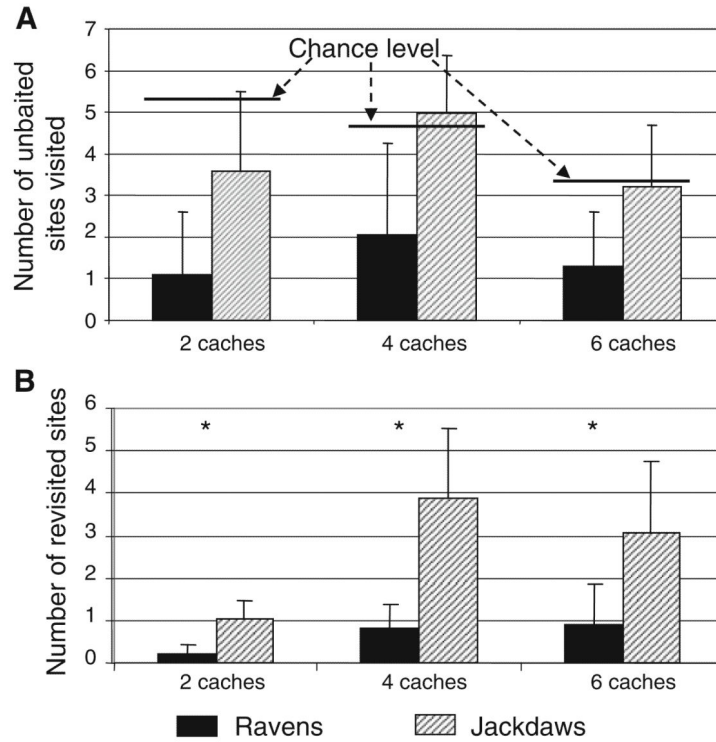 A
Number of unbaited
sites visited
7
6
5
4
3
2
1
0
Chance level
2 caches
4 caches
6 caches
B
Number of revisited sites
6
5
4
3
2
1
0
*
*
*
2 caches
4 caches
6 caches
Ravens
Jackdaws